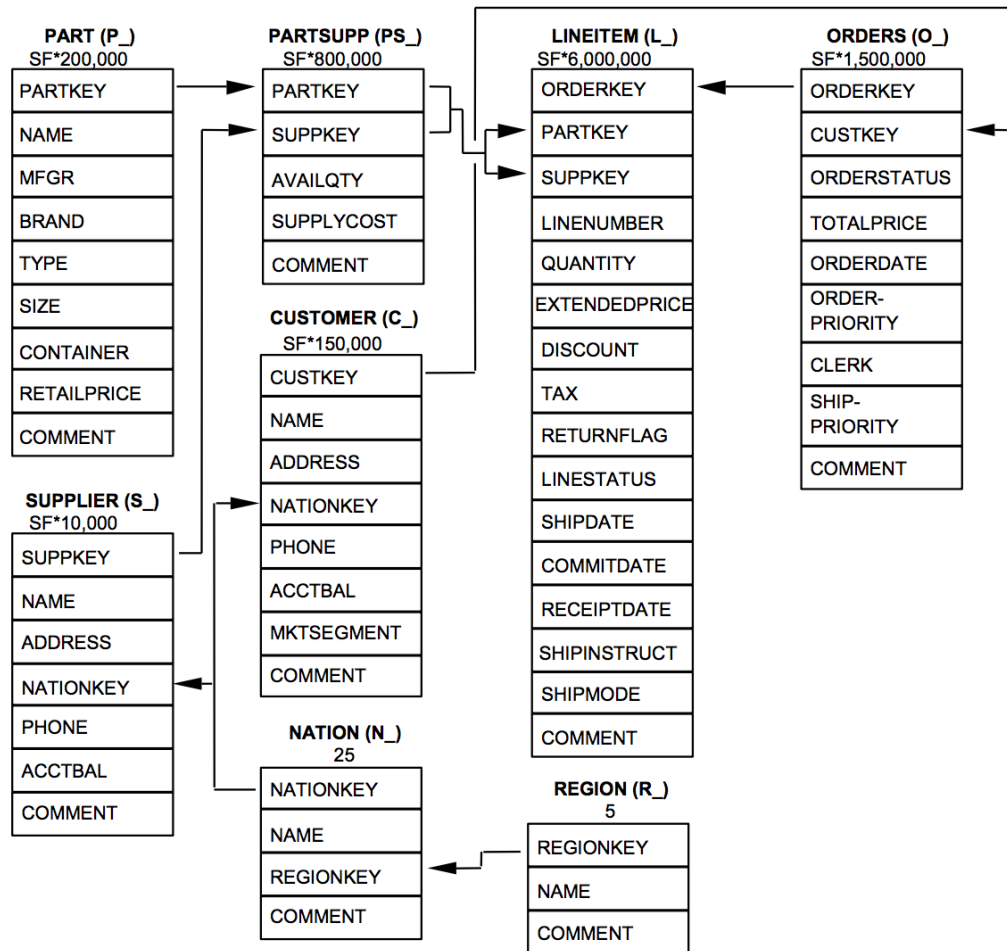 PART (P_)
SF*200,000
PARTKEY
NAME
MFGR
BRAND
TYPE
SIZE
CONTAINER
RETAILPRICE
COMMENT
SUPPLIER (S_)
SF*10,000
SUPPKEY
NAME
ADDRESS
NATIONKEY
PHONE
ACCTBAL
COMMENT
PARTSUPP (PS_)
SF*800,000
PARTKEY
SUPPKEY
AVAILQTY
SUPPLYCOST
COMMENT
CUSTOMER (C_)
SF*150,000
CUSTKEY
NAME
ADDRESS
NATIONKEY
PHONE
ACCTBAL
MKTSEGMENT
COMMENT
NATION (N_)
25
NATIONKEY
NAME
REGIONKEY
COMMENT
LINEITEM (L_)
SF*6,000,000
ORDERKEY
PARTKEY
SUPPKEY
LINENUMBER
QUANTITY
EXTENDEDPRICE
DISCOUNT
TAX
RETURNFLAG
LINESTATUS
SHIPDATE
COMMITDATE
RECEIPTDATE
SHIPINSTRUCT
SHIPMODE
COMMENT
REGION (R_)
5
REGIONKEY
NAME
COMMENT
ORDERS (O_)
SF*1,500,000
ORDERKEY
CUSTKEY
ORDERSTATUS
TOTALPRICE
ORDERDATE
ORDER-
PRIORITY
CLERK
SHIP-
PRIORITY
COMMENT